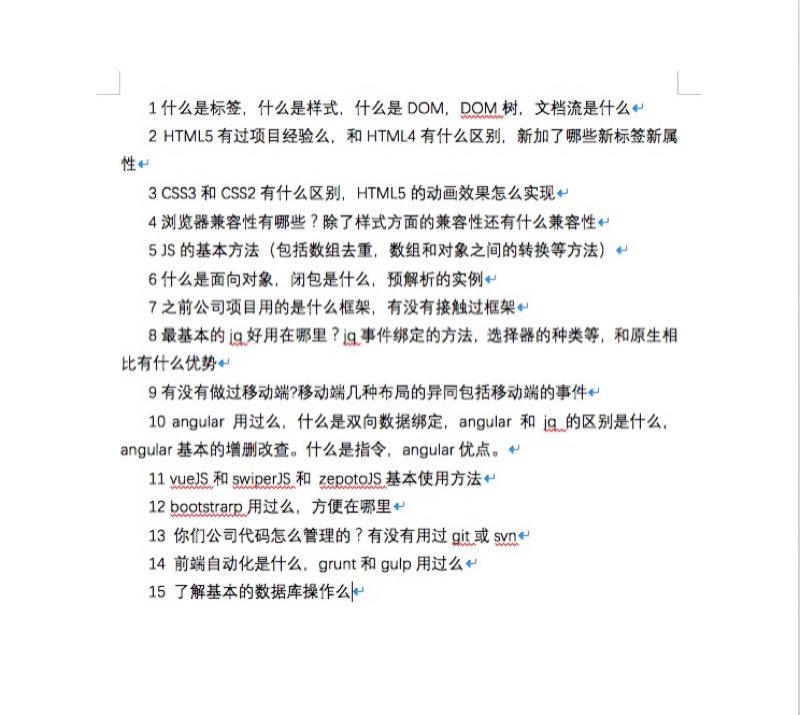 1 什么是标签，什么是样式，什么是 DOM，DOM 树，文档流是什么
2 HTML5 有过项目经验么，和 HTML4 有什么区别，新加了哪些新标签新属
性
3 CSS3 和 CSS2 有什么区别，HTML5 的动画效果怎么实现
4 浏览器兼容性有哪些？除了样式方面的兼容性还有什么兼容性
5 JS 的基本方法（包括数组去重，数组和对象之间的转换等方法）
6 什么是面向对象，闭包是什么，预解析的实例
7 之前公司项目用的是什么框架，有没有接触过框架
8 最基本的 jq 好用在哪里？jq 事件绑定的方法，选择器的种类等，和原生相
比有什么优势
9 有没有做过移动端?移动端几种布局的异同包括移动端的事件
10 angular 用过么，什么是双向数据绑定，angular 和 jq 的区别是什么，
angular 基本的增删改查。什么是指令，angular 优点。
11 vueJS 和 swiperJS 和 zepotoJS 基本使用方法
12 bootstrarp 用过么，方便在哪里
13 你们公司代码怎么管理的？有没有用过 git 或 svn
14 前端自动化是什么，grunt 和 gulp 用过么
15 了解基本的数据库操作么